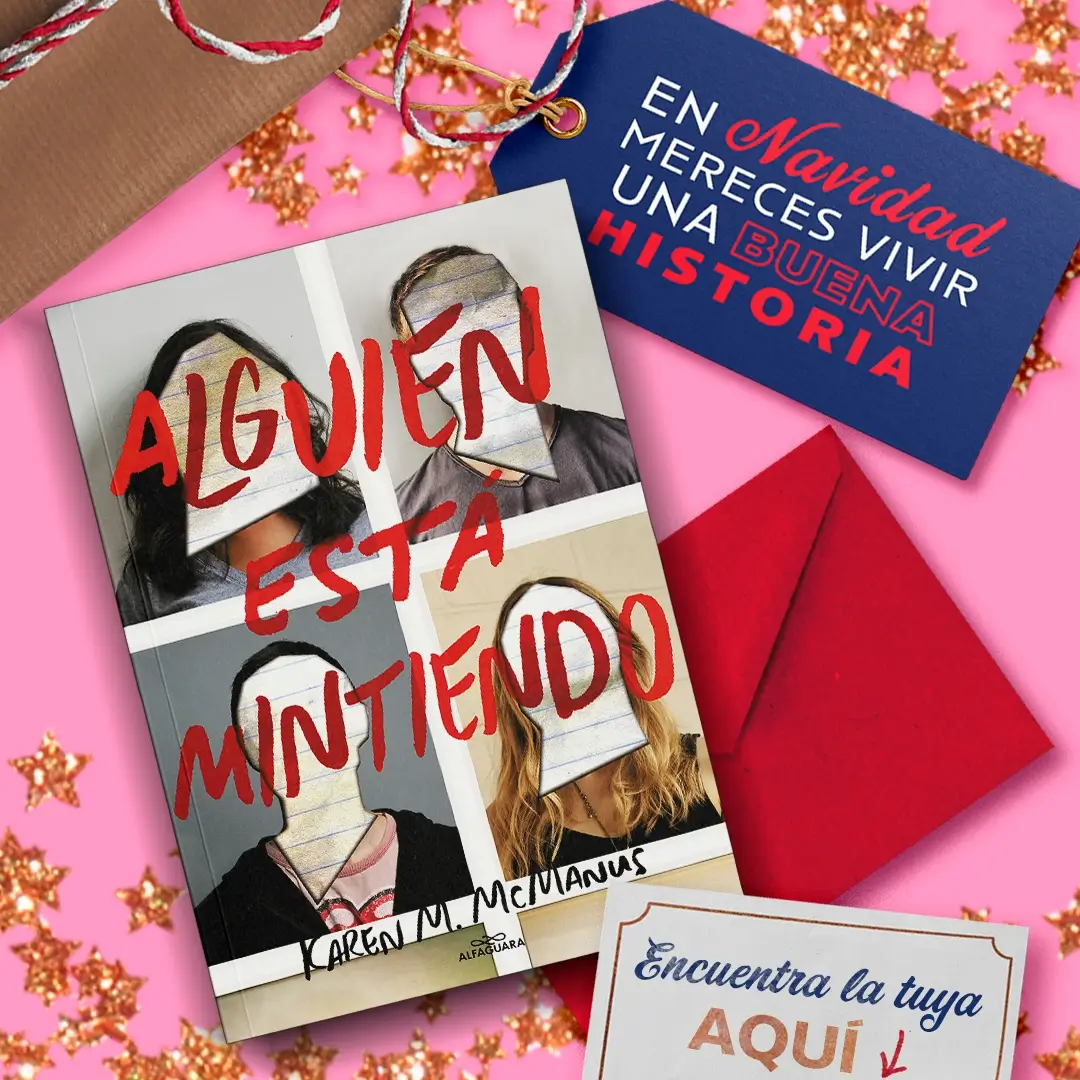 EN Navidad
MERECES VIVIR
UNA BUENA
HISTORIA
ALGUIEN
ESTÁ
MINTIENDO
KAREN M. McMANUS
ALFAGUARA
Encuentra la tuya
AQUÍ